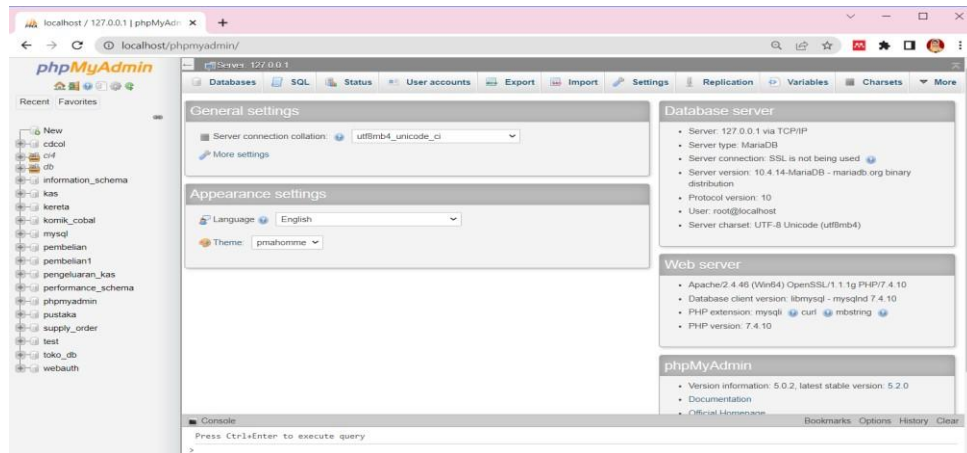 localhost / 127.0.0.1 | phpMyAdm
localhost/phpmyadmin/
phpMyAdmin
Recent Favorites
New
cdcol
crf
db
information_schema
kas
kereta
komik_cobal
mysql
pembelian
pembelian1
pengeluaran_kas
performance_schema
phpmyadmin
pustaka
supply_order
test
toko_db
webauth
Server: 127.0.0.1
Databases SQL Status User accounts Export Import Settings Replication Variables Charsets More
General settings
Server connection collation: utf8mb4_unicode_ci
More settings
Appearance settings
Language English
Theme: pmahomme
Database server
Server: 127.0.0.1 via TCP/IP
Server type: MariaDB
Server connection: SSL is not being used
Server version: 10.4.14-MariaDB - mariadb.org binary
distribution
Protocol version: 10
User: root@localhost
Server charset: UTF-8 Unicode (utf8mb4)
Web server
Apache/2.4.46 (Win64) OpenSSL/1.1.1g PHP/7.4.10
Database client version: libmysql - mysqlnd 7.4.10
PHP extension: mysqli curl mbstring
PHP version: 7.4.10
phpMyAdmin
Version information: 5.0.2, latest stable version: 5.2.0
Documentation
Official Homepage
Console
Bookmarks Options History Clear
Press Ctrl+Enter to execute query
>